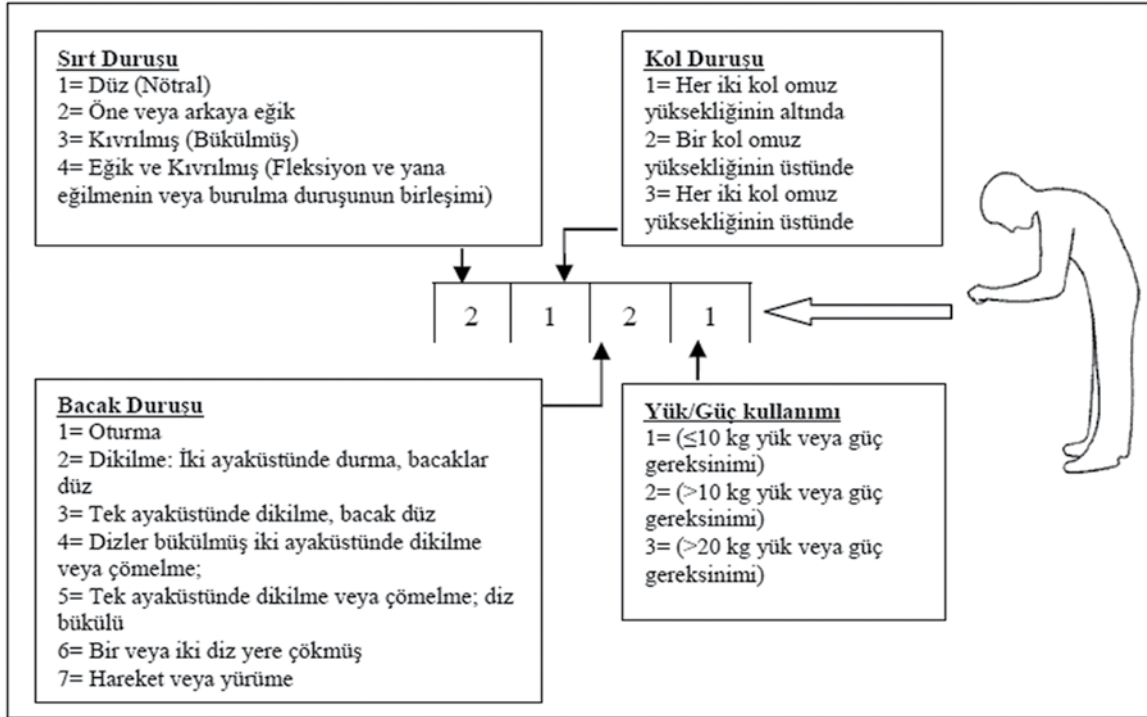 Sırt Duruşu
1= Düz (Nötral)
2= Öne veya arkaya eğik
3= Kıvrılmış (Bükülmüş)
4= Eğik ve Kıvrılmış (Fleksiyon ve yana
eğilmenin veya burulma duruşunun birleşimi)
Kol Duruşu
1= Her iki kol omuz
yüksekliğinin altında
2= Bir kol omuz
yüksekliğinin üstünde
3= Her iki kol omuz
yüksekliğinin üstünde
2 1 2 1
Bacak Duruşu
1= Oturma
2= Dikilme: İki ayaküstünde durma, bacaklar
düz
3= Tek ayaküstünde dikilme, bacak düz
4= Dizler bükülmüş iki ayaküstünde dikilme
veya çömelme;
5= Tek ayaküstünde dikilme veya çömelme; diz
bükülü
6= Bir veya iki diz yere çökmüş
7= Hareket veya yürüme
Yük/Güç kullanımı
1= (≤10 kg yük veya güç
gereksinimi)
2= (>10 kg yük veya güç
gereksinimi)
3= (>20 kg yük veya güç
gereksinimi)